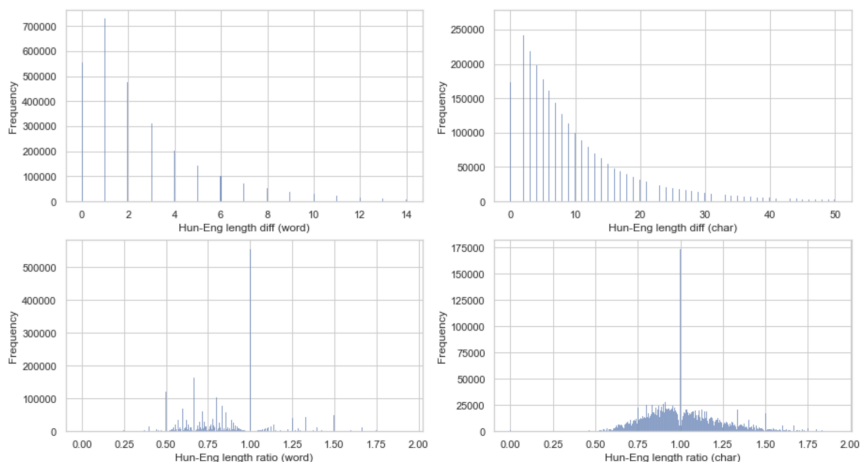 700000
600000
500000
400000
300000
200000
100000
0
Frequency
0 2 4 6 8 10 12 14
Hun-Eng length diff (word)
250000
200000
150000
100000
50000
0
Frequency
0 10 20 30 40 50
Hun-Eng length diff (char)
500000
400000
300000
200000
100000
0
Frequency
0.00 0.25 0.50 0.75 1.00 1.25 1.50 1.75 2.00
Hun-Eng length ratio (word)
175000
150000
125000
100000
75000
50000
25000
0
Frequency
0.00 0.25 0.50 0.75 1.00 1.25 1.50 1.75 2.00
Hun-Eng length ratio (char)